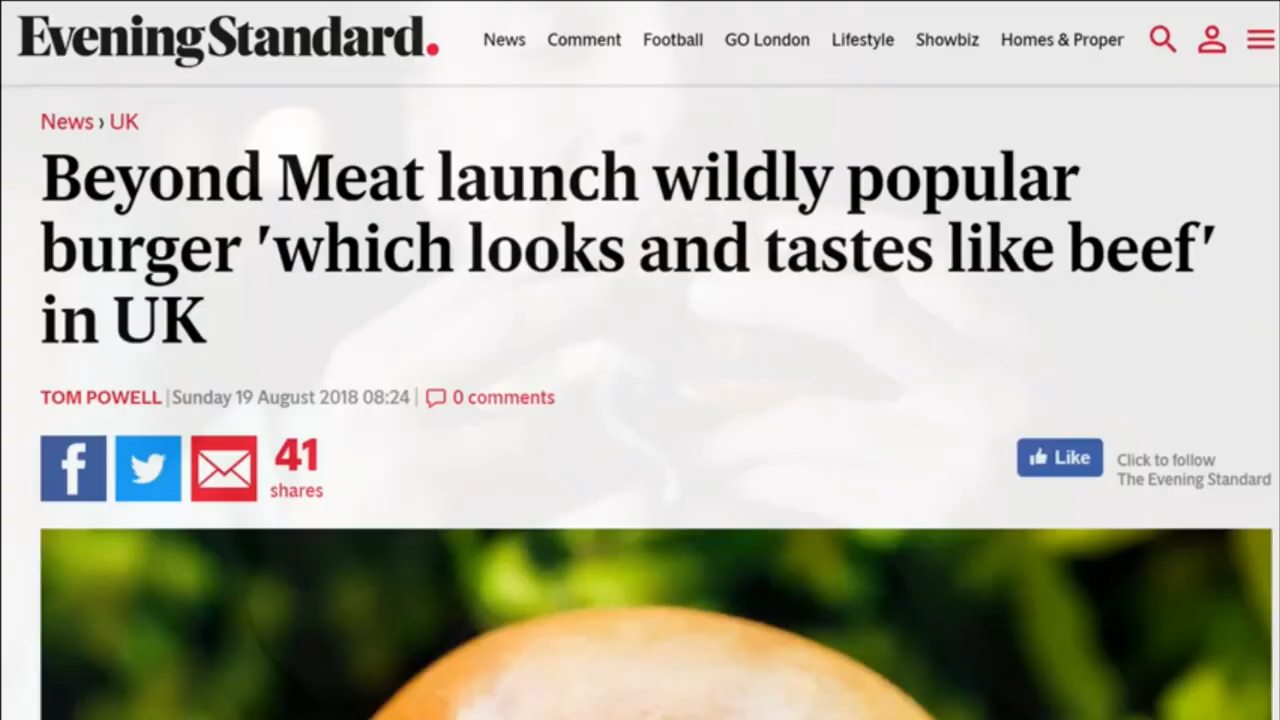 EveningStandard.
News Comment Football GO London Lifestyle Showbiz Homes & Proper
News › UK
Beyond Meat launch wildly popular
burger 'which looks and tastes like beef'
in UK
TOM POWELL | Sunday 19 August 2018 08:24 | 0 comments
f
41
shares
Like
Click to follow
The Evening Standard